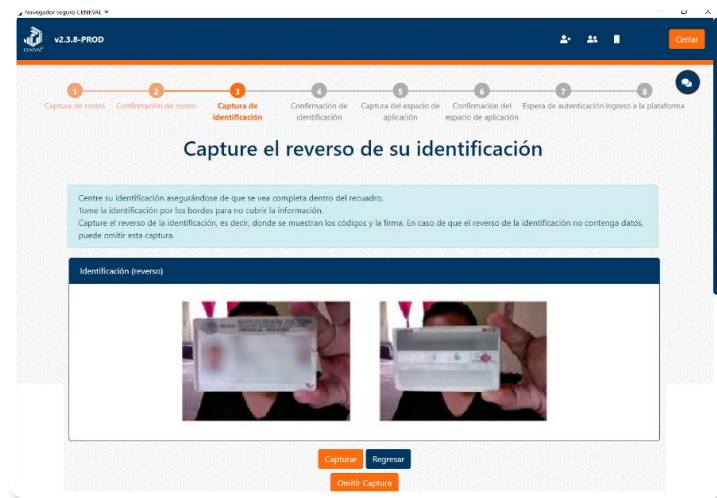 Navegador seguro CENEVAL
CENEVAL
v2.3.8-PROD
Cerrar
1
2
3
4
5
6
7
8
Captura de rostro
Confirmación de rostro
Captura de
identificación
Confirmación de
identificación
Captura del espacio de
aplicación
Confirmación del
espacio de aplicación
Espera de autenticación
Ingreso a la plataforma
Capture el reverso de su identificación
Centre su identificación asegurándose de que se vea completa dentro del recuadro.
Tome la identificación por los bordes para no cubrir la información.
Capture el reverso de la identificación, es decir, donde se muestran los códigos y la firma. En caso de que el reverso de la identificación no contenga datos,
puede omitir esta captura.
Identificación (reverso)
Capturar
Regresar
Omitir Captura